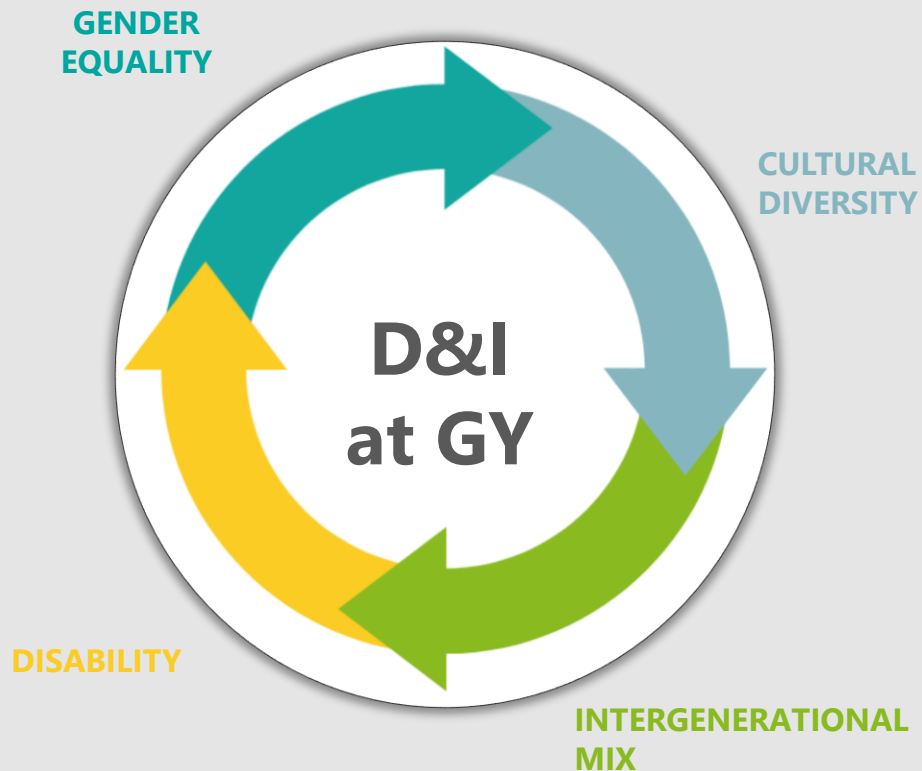 GENDER
EQUALITY
CULTURAL
DIVERSITY
D&I
at GY
DISABILITY
INTERGENERATIONAL
MIX